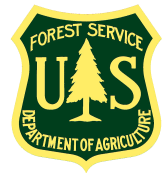 FOREST SERVICE
U S
DEPARTMENT OF AGRICULTURE